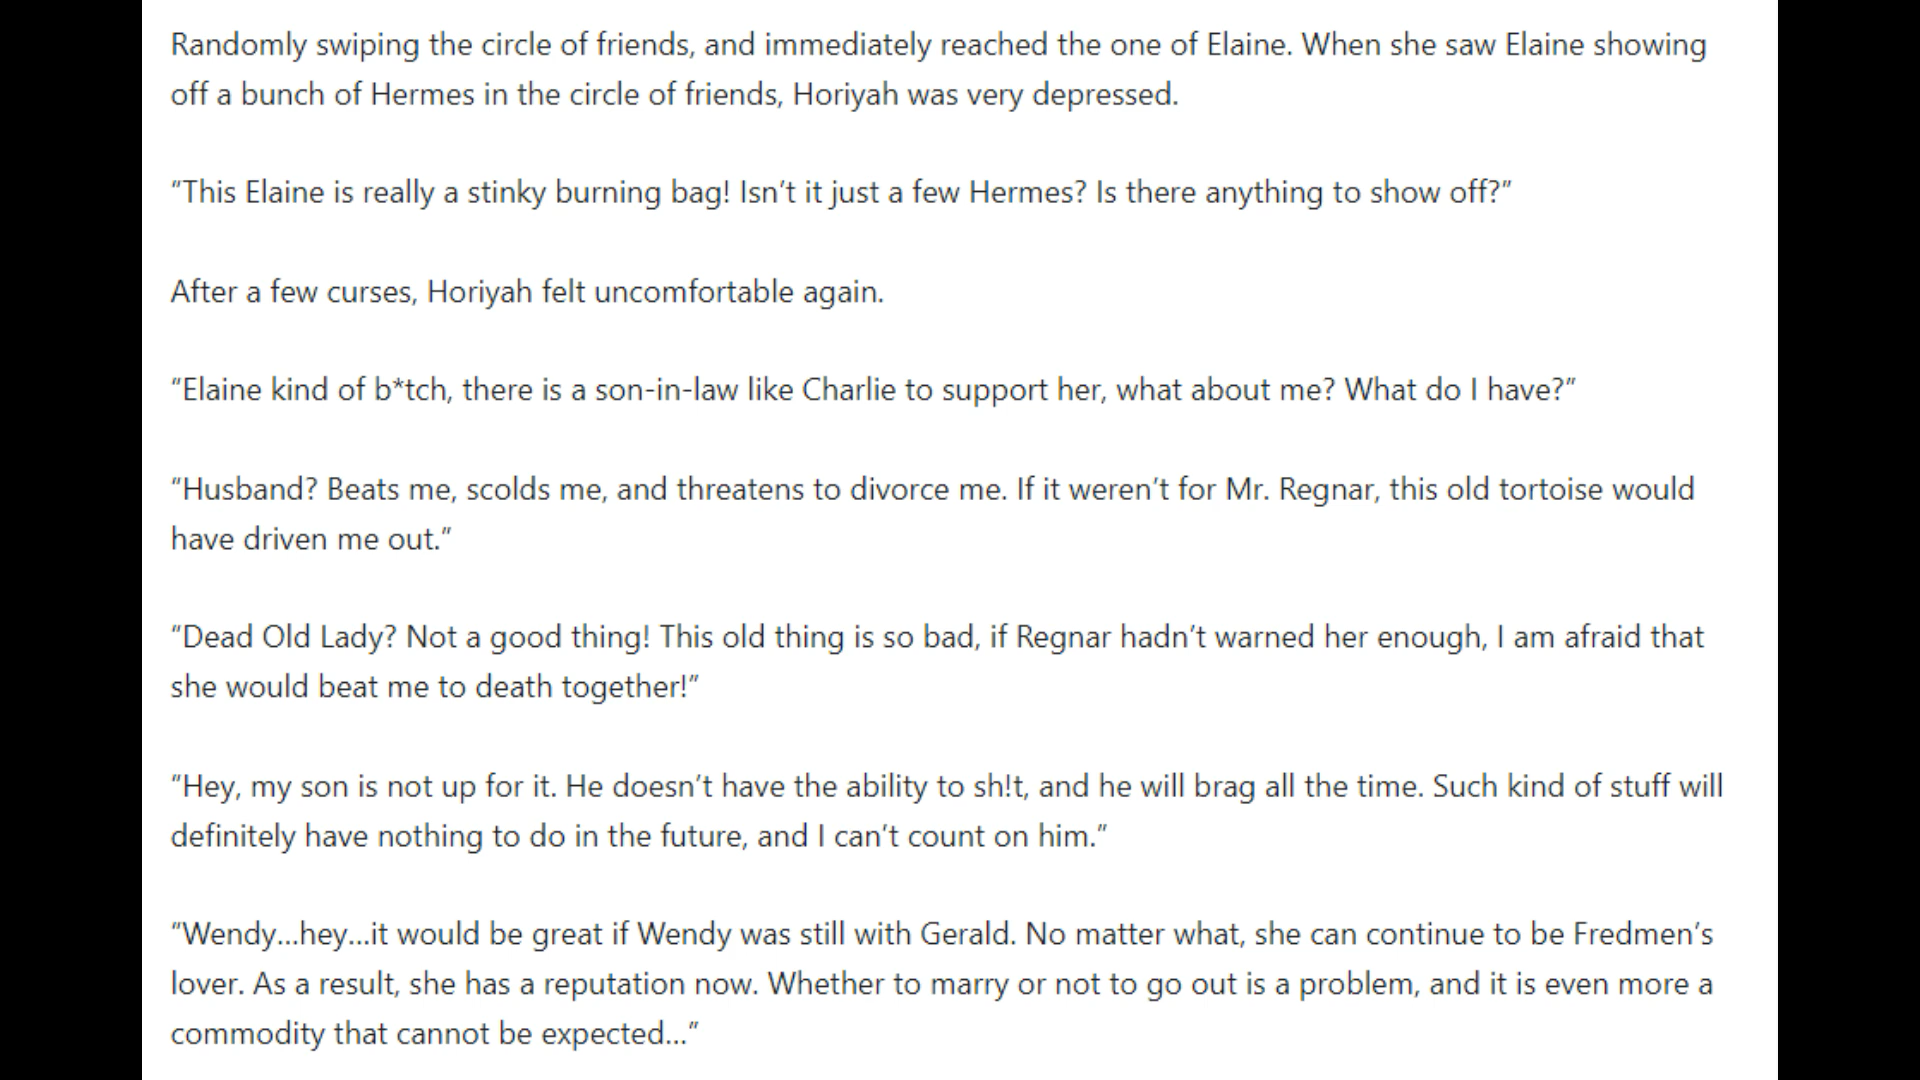 Randomly swiping the circle of friends, and immediately reached the one of Elaine. When she saw Elaine showing
off a bunch of Hermes in the circle of friends, Horiyah was very depressed.
“This Elaine is really a stinky burning bag! Isn’t it just a few Hermes? Is there anything to show off?”
After a few curses, Horiyah felt uncomfortable again.
“Elaine kind of b*tch, there is a son-in-law like Charlie to support her, what about me? What do I have?”
“Husband? Beats me, scolds me, and threatens to divorce me. If it weren’t for Mr. Regnar, this old tortoise would
have driven me out.”
“Dead Old Lady? Not a good thing! This old thing is so bad, if Regnar hadn’t warned her enough, I am afraid that
she would beat me to death together!”
“Hey, my son is not up for it. He doesn’t have the ability to sh!t, and he will brag all the time. Such kind of stuff will
definitely have nothing to do in the future, and I can’t count on him.”
“Wendy…hey…it would be great if Wendy was still with Gerald. No matter what, she can continue to be Fredmen’s
lover. As a result, she has a reputation now. Whether to marry or not to go out is a problem, and it is even more a
commodity that cannot be expected…”